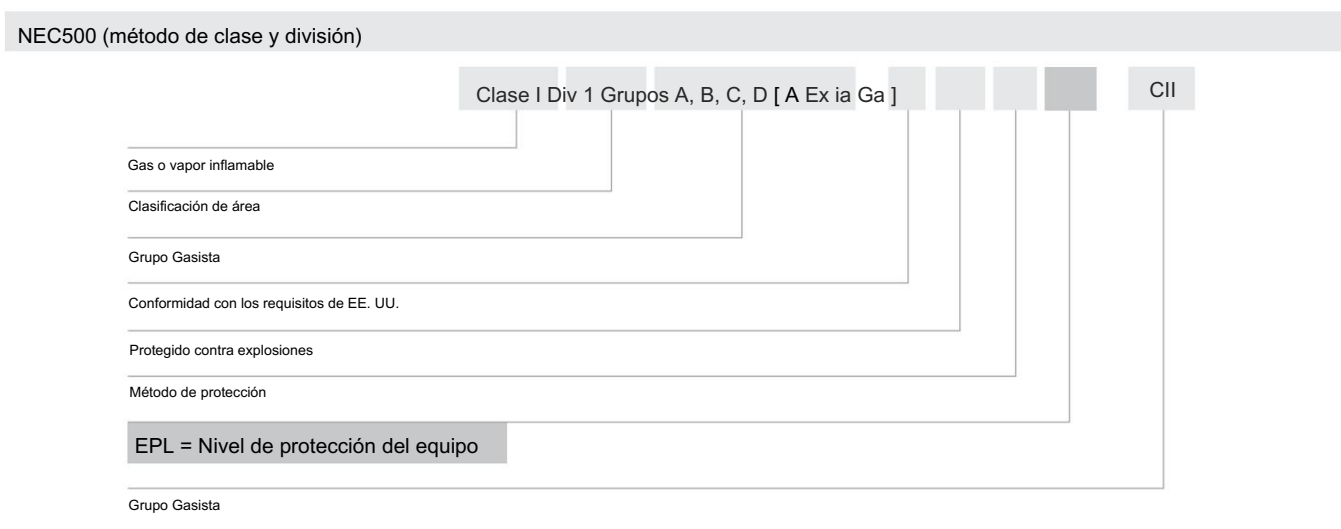 NEC500 (método de clase y división)
Clase I Div 1 Grupos A, B, C, D [ A Ex ia Ga ] CII
Gas o vapor inflamable
Clasificación de área
Grupo Gasista
Conformidad con los requisitos de EE. UU.
Protegido contra explosiones
Método de protección
EPL = Nivel de protección del equipo
Grupo Gasista